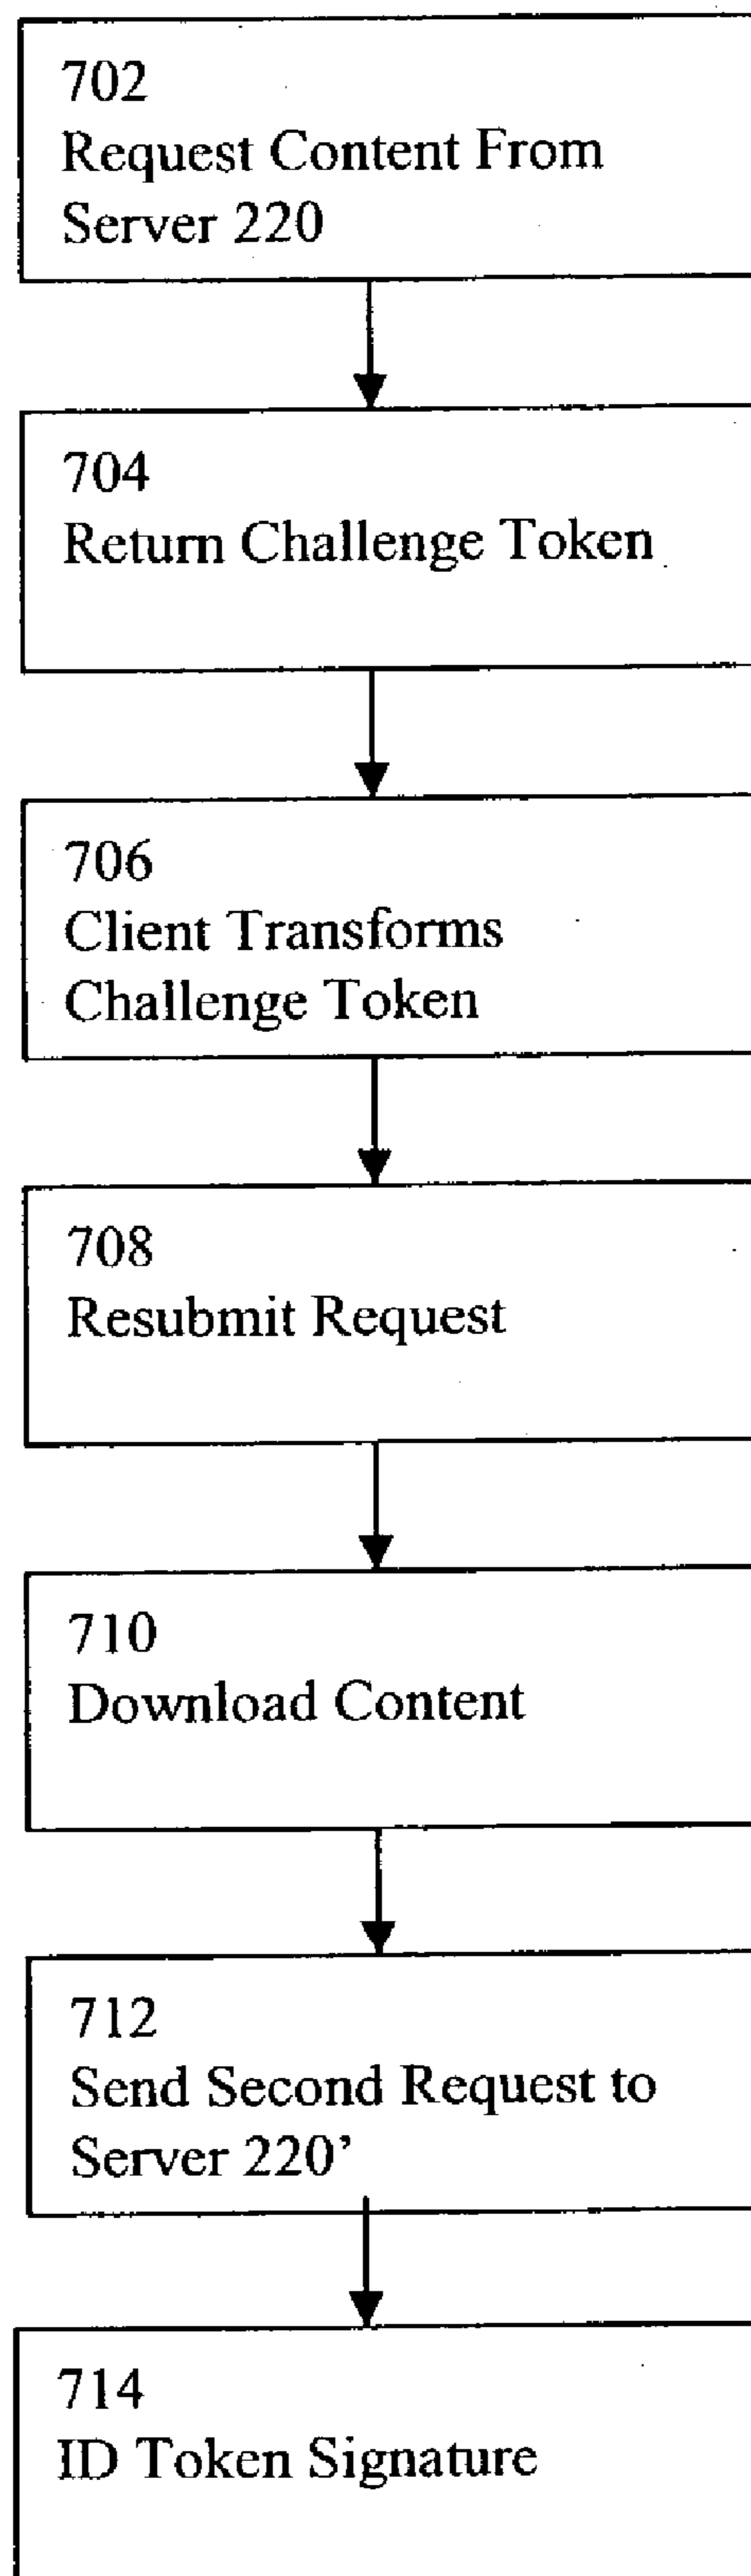 702
Request Content From
Server 220
704
Return Challenge Token
706
Client Transforms
Challenge Token
708
Resubmit Request
710
Download Content
712
Send Second Request to
Server 220’
714
ID Token Signature